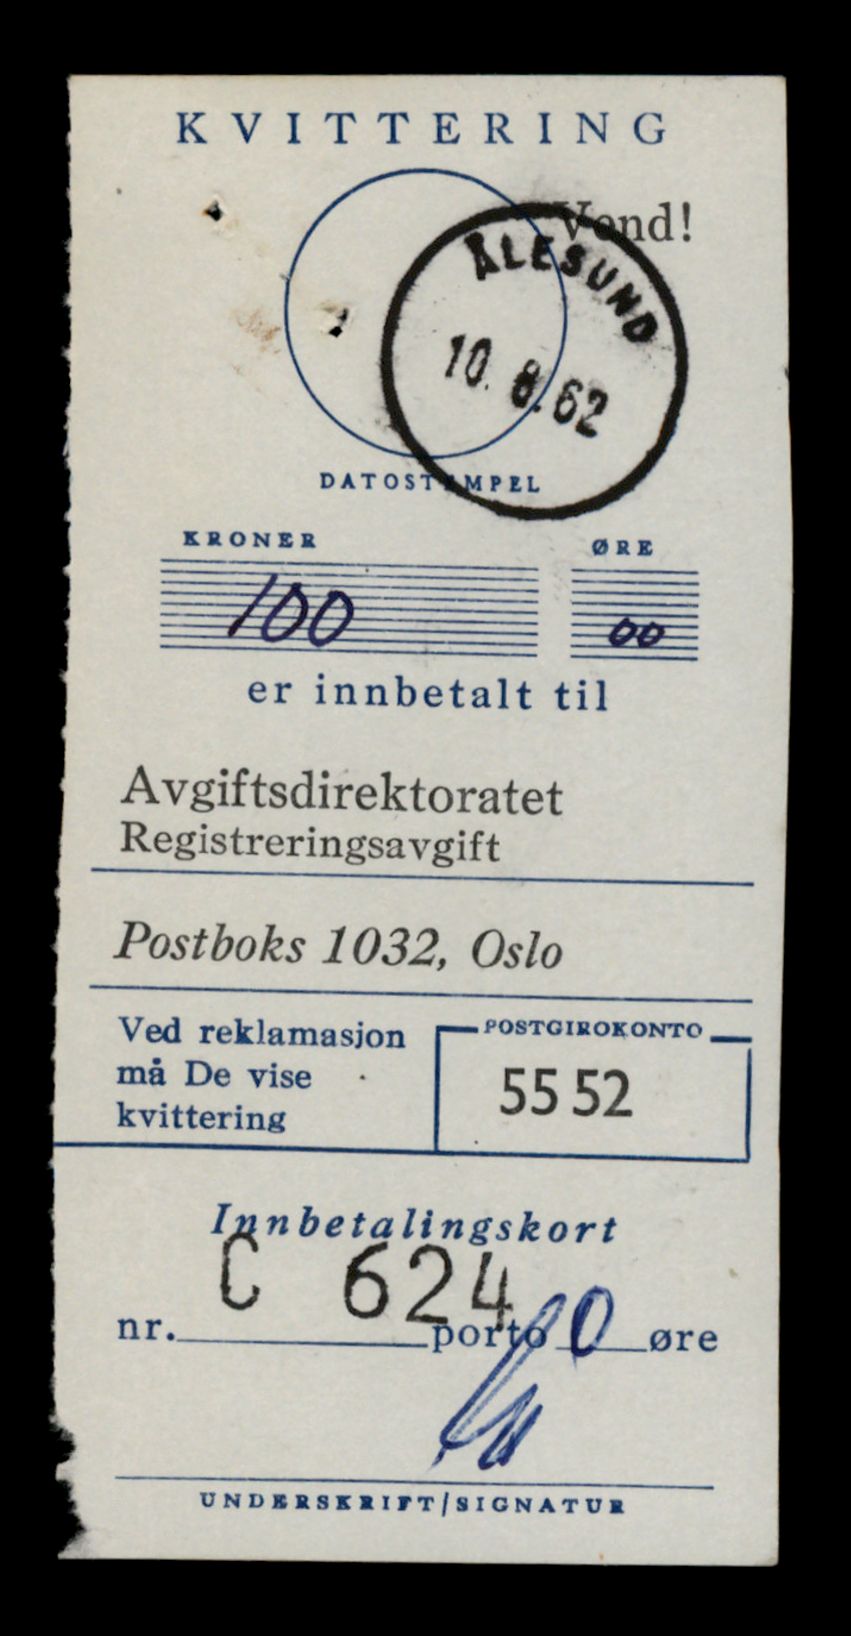 KVITTERING
Vend!
ÅLESUND
10.8.62
DATOSTEMPEL
KRONER ØRE
100 00
er innbetalt til
Avgiftsdirektoratet
Registreringsavgift
Postboks 1032, Oslo
Ved reklamasjon
må De vise
kvittering
POSTGIROKONTO
55 52
Innbetalingskort
C 624
nr. porto 0 øre
UNDERSKRIFT/SIGNATUR